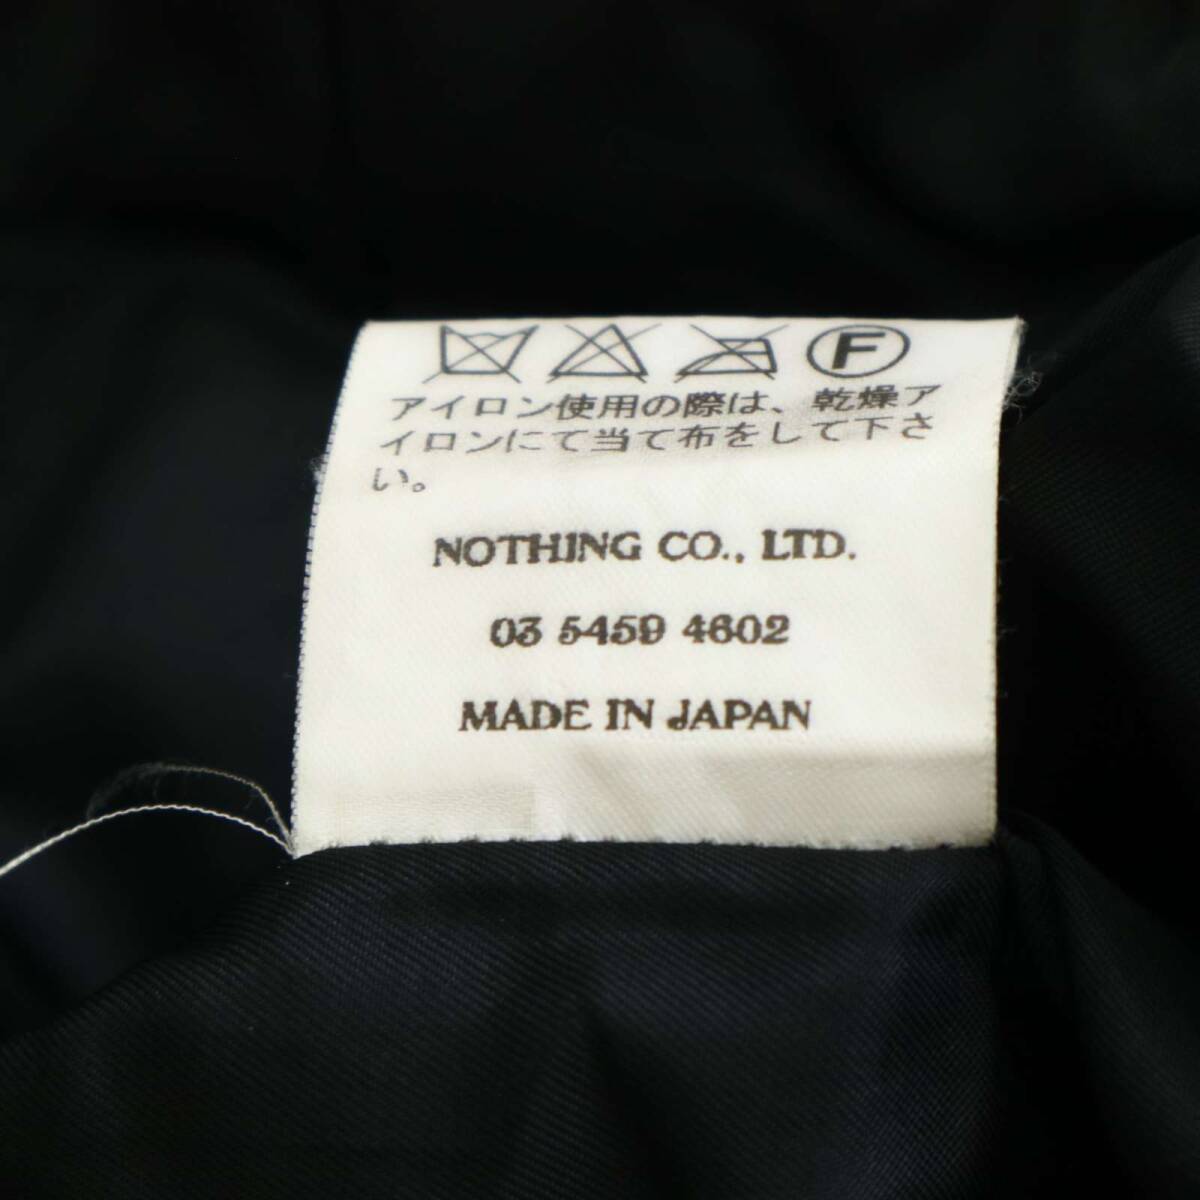 F
アイロン使用の際は、乾燥ア
イロンにて当て布をして下さ
い。
NOTHING CO., LTD.
03 5459 4602
MADE IN JAPAN